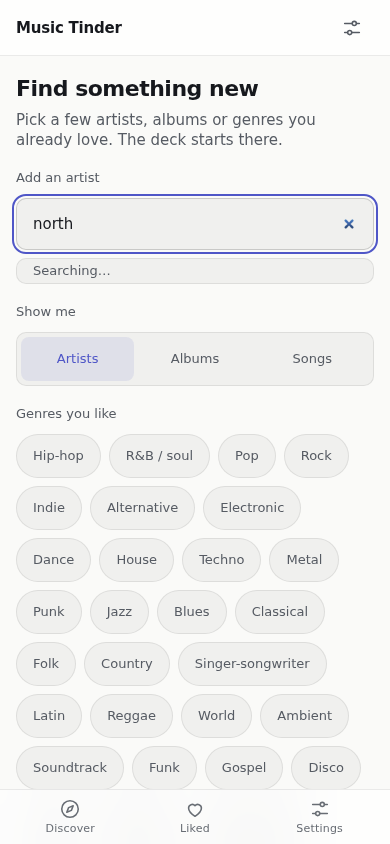 Music Tinder
Find something new
Pick a few artists, albums or genres you
already love. The deck starts there.
Add an artist
north
Searching…
Show me
Artists Albums Songs
Genres you like
Hip-hop R&B / soul Pop Rock
Indie Alternative Electronic
Dance House Techno Metal
Punk Jazz Blues Classical
Folk Country Singer-songwriter
Latin Reggae World Ambient
Soundtrack Funk Gospel Disco
Discover Liked Settings